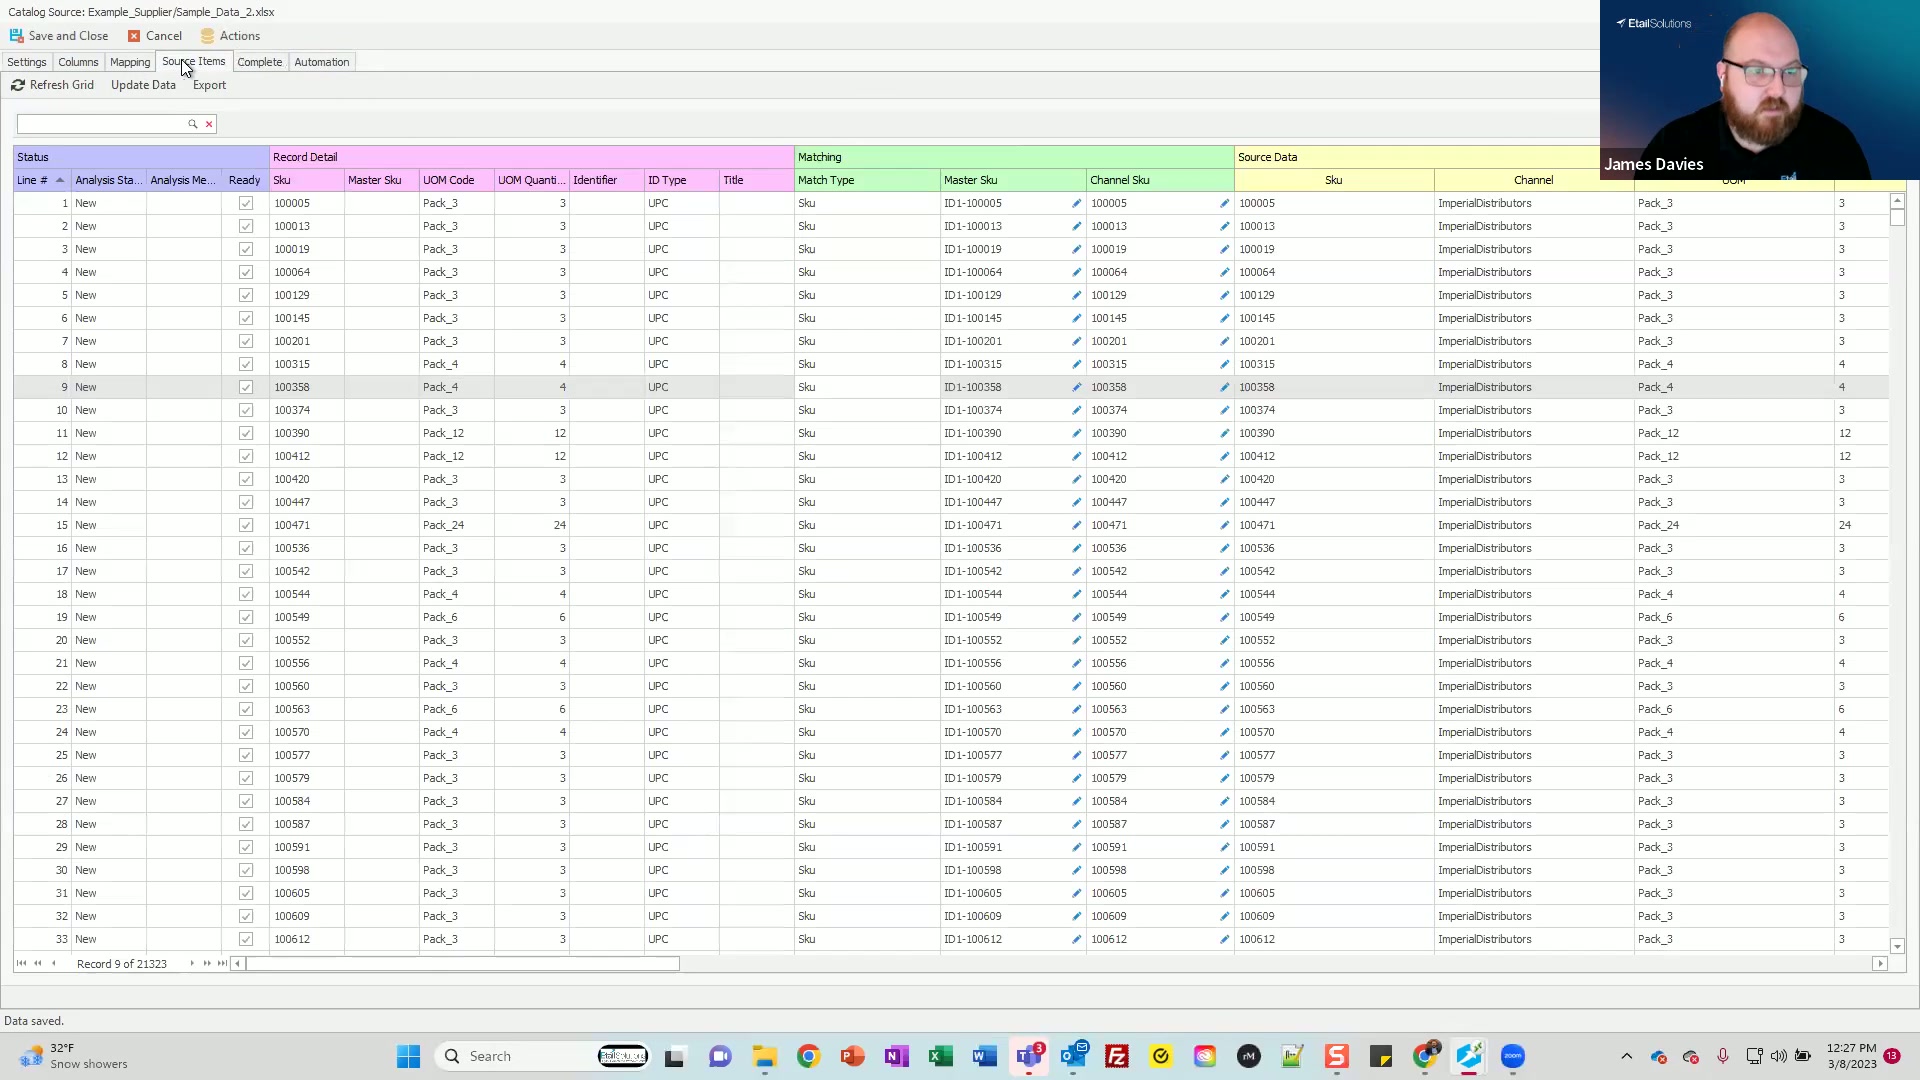 Catalog Source: Example_Supplier/Sample_Data_2.xlsx
Save and Close Cancel Actions
Settings Columns Mapping Source Items Complete Automation
Refresh Grid Update Data Export
EtailSolutions
James Davies
Status Record Detail Matching Source Data
Line # Analysis Sta... Analysis Me... Ready Sku Master Sku UOM Code UOM Quanti... Identifier ID Type Title Match Type Master Sku Channel Sku Sku Channel UOM
1 New 100005 Pack_3 3 UPC Sku ID1-100005 100005 100005 ImperialDistributors Pack_3 3
2 New 100013 Pack_3 3 UPC Sku ID1-100013 100013 100013 ImperialDistributors Pack_3 3
3 New 100019 Pack_3 3 UPC Sku ID1-100019 100019 100019 ImperialDistributors Pack_3 3
4 New 100064 Pack_3 3 UPC Sku ID1-100064 100064 100064 ImperialDistributors Pack_3 3
5 New 100129 Pack_3 3 UPC Sku ID1-100129 100129 100129 ImperialDistributors Pack_3 3
6 New 100145 Pack_3 3 UPC Sku ID1-100145 100145 100145 ImperialDistributors Pack_3 3
7 New 100201 Pack_3 3 UPC Sku ID1-100201 100201 100201 ImperialDistributors Pack_3 3
8 New 100315 Pack_4 4 UPC Sku ID1-100315 100315 100315 ImperialDistributors Pack_4 4
9 New 100358 Pack_4 4 UPC Sku ID1-100358 100358 100358 ImperialDistributors Pack_4 4
10 New 100374 Pack_3 3 UPC Sku ID1-100374 100374 100374 ImperialDistributors Pack_3 3
11 New 100390 Pack_12 12 UPC Sku ID1-100390 100390 100390 ImperialDistributors Pack_12 12
12 New 100412 Pack_12 12 UPC Sku ID1-100412 100412 100412 ImperialDistributors Pack_12 12
13 New 100420 Pack_3 3 UPC Sku ID1-100420 100420 100420 ImperialDistributors Pack_3 3
14 New 100447 Pack_3 3 UPC Sku ID1-100447 100447 100447 ImperialDistributors Pack_3 3
15 New 100471 Pack_24 24 UPC Sku ID1-100471 100471 100471 ImperialDistributors Pack_24 24
16 New 100536 Pack_3 3 UPC Sku ID1-100536 100536 100536 ImperialDistributors Pack_3 3
17 New 100542 Pack_3 3 UPC Sku ID1-100542 100542 100542 ImperialDistributors Pack_3 3
18 New 100544 Pack_4 4 UPC Sku ID1-100544 100544 100544 ImperialDistributors Pack_4 4
19 New 100549 Pack_6 6 UPC Sku ID1-100549 100549 100549 ImperialDistributors Pack_6 6
20 New 100552 Pack_3 3 UPC Sku ID1-100552 100552 100552 ImperialDistributors Pack_3 3
21 New 100556 Pack_4 4 UPC Sku ID1-100556 100556 100556 ImperialDistributors Pack_4 4
22 New 100560 Pack_3 3 UPC Sku ID1-100560 100560 100560 ImperialDistributors Pack_3 3
23 New 100563 Pack_6 6 UPC Sku ID1-100563 100563 100563 ImperialDistributors Pack_6 6
24 New 100570 Pack_4 4 UPC Sku ID1-100570 100570 100570 ImperialDistributors Pack_4 4
25 New 100577 Pack_3 3 UPC Sku ID1-100577 100577 100577 ImperialDistributors Pack_3 3
26 New 100579 Pack_3 3 UPC Sku ID1-100579 100579 100579 ImperialDistributors Pack_3 3
27 New 100584 Pack_3 3 UPC Sku ID1-100584 100584 100584 ImperialDistributors Pack_3 3
28 New 100587 Pack_3 3 UPC Sku ID1-100587 100587 100587 ImperialDistributors Pack_3 3
29 New 100591 Pack_3 3 UPC Sku ID1-100591 100591 100591 ImperialDistributors Pack_3 3
30 New 100598 Pack_3 3 UPC Sku ID1-100598 100598 100598 ImperialDistributors Pack_3 3
31 New 100605 Pack_3 3 UPC Sku ID1-100605 100605 100605 ImperialDistributors Pack_3 3
32 New 100609 Pack_3 3 UPC Sku ID1-100609 100609 100609 ImperialDistributors Pack_3 3
33 New 100612 Pack_3 3 UPC Sku ID1-100612 100612 100612 ImperialDistributors Pack_3 3
Record 9 of 21323
Data saved.
32°F
Snow showers
Search
EtailSolutions
3
rM
zoom
12:27 PM
3/8/2023
13